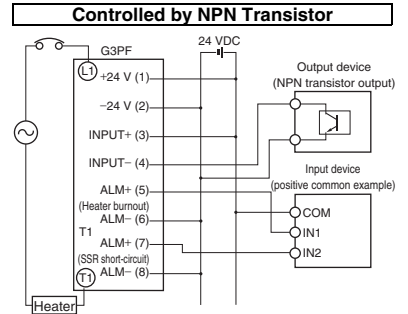 Controlled by NPN Transistor
24 VDC
G3PF
L1
+24 V (1)
−24 V (2)
INPUT+ (3)
INPUT− (4)
ALM+ (5)
(Heater burnout)
ALM− (6)
T1
ALM+ (7)
(SSR short-circuit)
T1
ALM− (8)
Heater
Output device
(NPN transistor output)
Input device
(positive common example)
COM
IN1
IN2